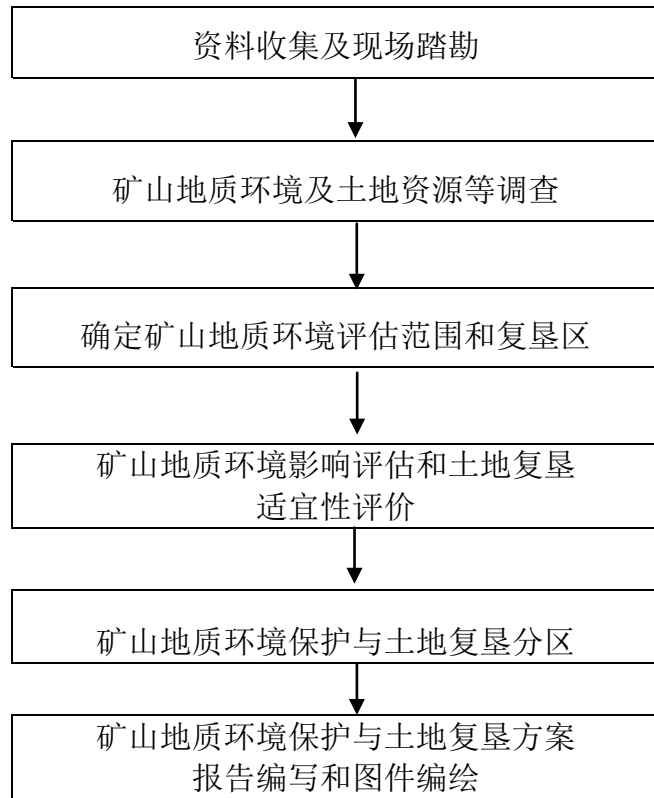 资料收集及现场踏勘
矿山地质环境及土地资源等调查
确定矿山地质环境评估范围和复垦区
矿山地质环境影响评估和土地复垦
适宜性评价
矿山地质环境保护与土地复垦分区
矿山地质环境保护与土地复垦方案
报告编写和图件编绘